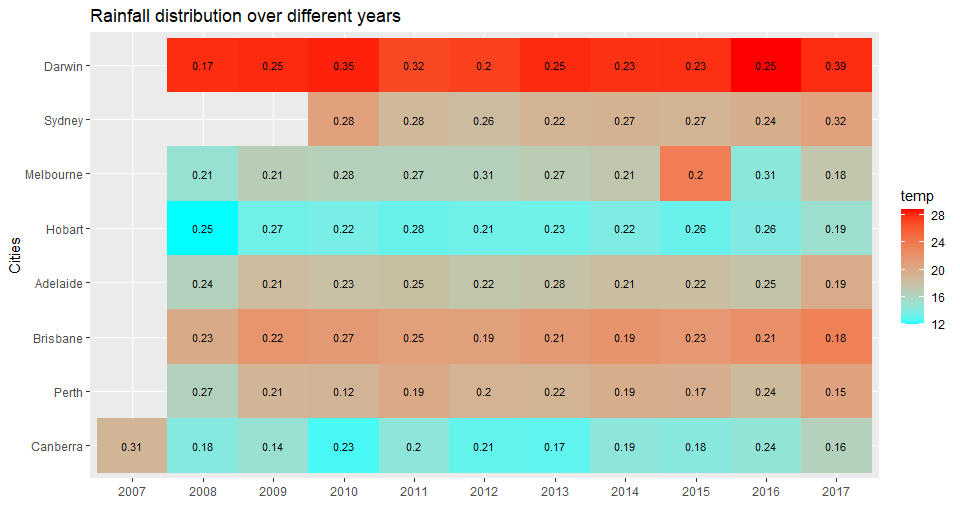 Rainfall distribution over different years
Darwin 0.17 0.25 0.35 0.32 0.2 0.25 0.23 0.23 0.25 0.39
Sydney 0.28 0.28 0.26 0.22 0.27 0.27 0.24 0.32
Melbourne 0.21 0.21 0.28 0.27 0.31 0.27 0.21 0.2 0.31 0.18
Hobart 0.25 0.27 0.22 0.28 0.21 0.23 0.22 0.26 0.26 0.19
Adelaide 0.24 0.21 0.23 0.25 0.22 0.28 0.21 0.22 0.25 0.19
Brisbane 0.23 0.22 0.27 0.25 0.19 0.21 0.19 0.23 0.21 0.18
Perth 0.27 0.21 0.12 0.19 0.2 0.22 0.19 0.17 0.24 0.15
Canberra 0.31 0.18 0.14 0.23 0.2 0.21 0.17 0.19 0.18 0.24 0.16
2007 2008 2009 2010 2011 2012 2013 2014 2015 2016 2017
Cities
temp
28
24
20
16
12